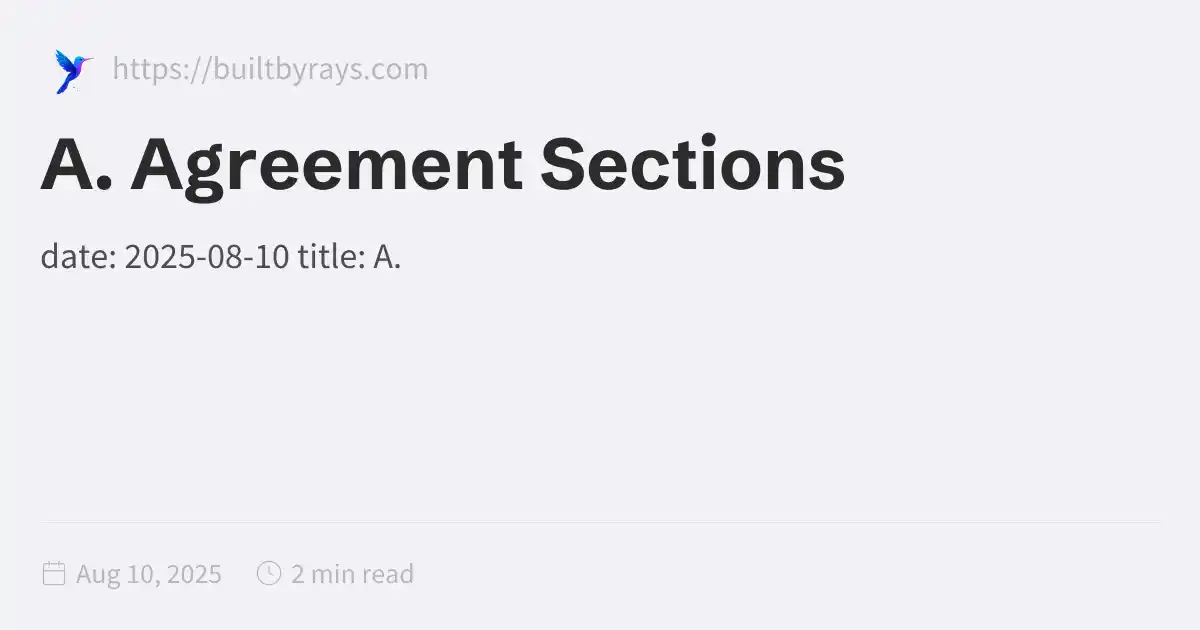 https://builtbyrays.com
A. Agreement Sections
date: 2025-08-10 title: A.
Aug 10, 2025 2 min read